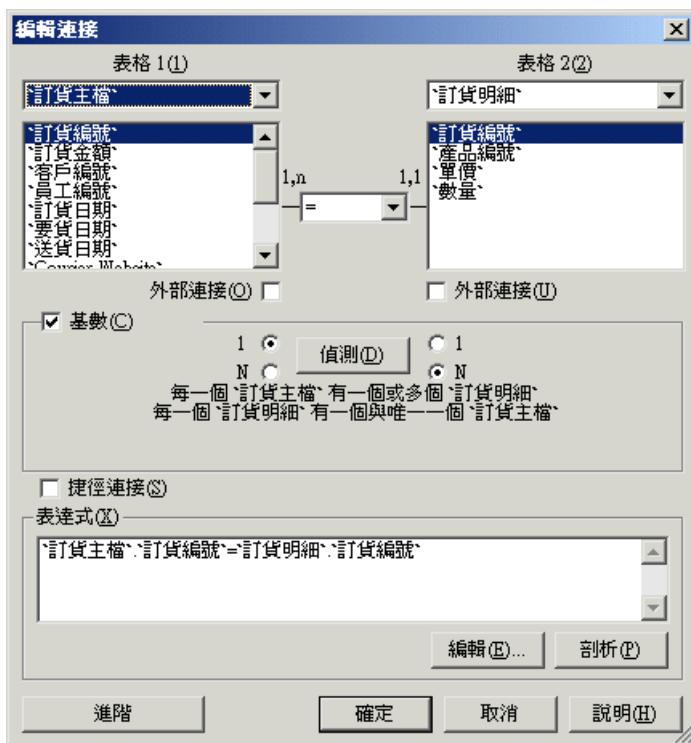 編輯連接
表格 1(1)
表格 2(2)
`訂貨主檔`
`訂貨明細`
`訂貨編號`
`訂貨金額`
`客戶編號`
`員工編號`
`訂貨日期`
`要貨日期`
`送貨日期`
`Courier Website`
1,n
1,1
=
`訂貨編號`
`產品編號`
`單價`
`數量`
外部連接(O)
外部連接(U)
基數(C)
1
偵測(D)
1
N
N
每一個 `訂貨主檔` 有一個或多個 `訂貨明細`
每一個 `訂貨明細` 有一個與唯一一個 `訂貨主檔`
捷徑連接(S)
表達式(X)
`訂貨主檔`.`訂貨編號`=`訂貨明細`.`訂貨編號`
編輯(E)...
剖析(P)
進階
確定
取消
說明(H)